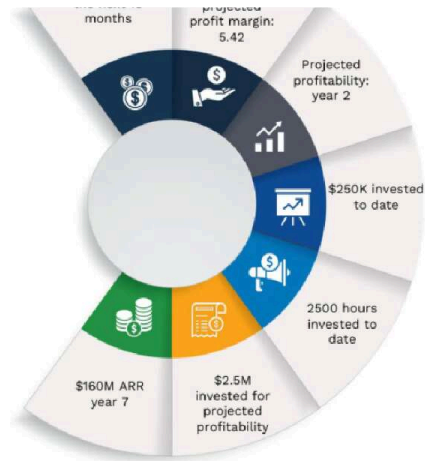 months
projected
profit margin:
5.42
Projected
profitability:
year 2
$250K invested
to date
2500 hours
invested to
date
$2.5M
invested for
projected
profitability
$160M ARR
year 7